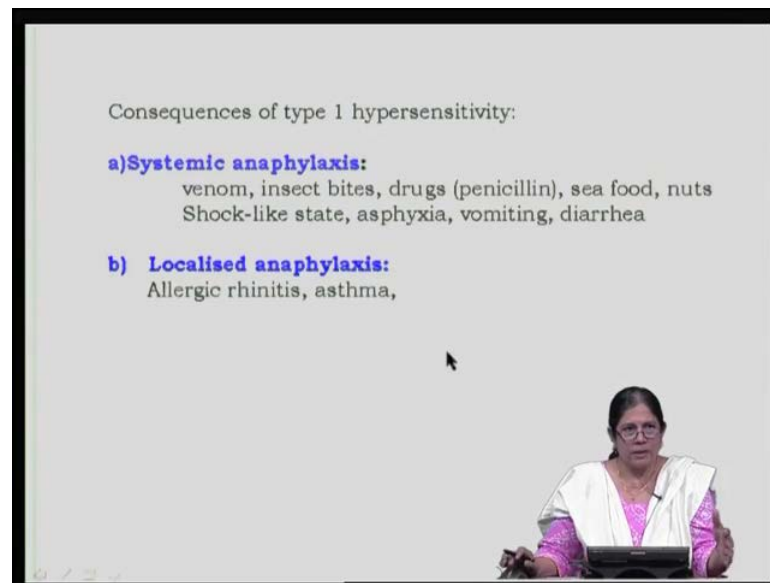 Consequences of type 1 hypersensitivity:
a)Systemic anaphylaxis:
venom, insect bites, drugs (penicillin), sea food, nuts
Shock-like state, asphyxia, vomiting, diarrhea
b) Localised anaphylaxis:
Allergic rhinitis, asthma,